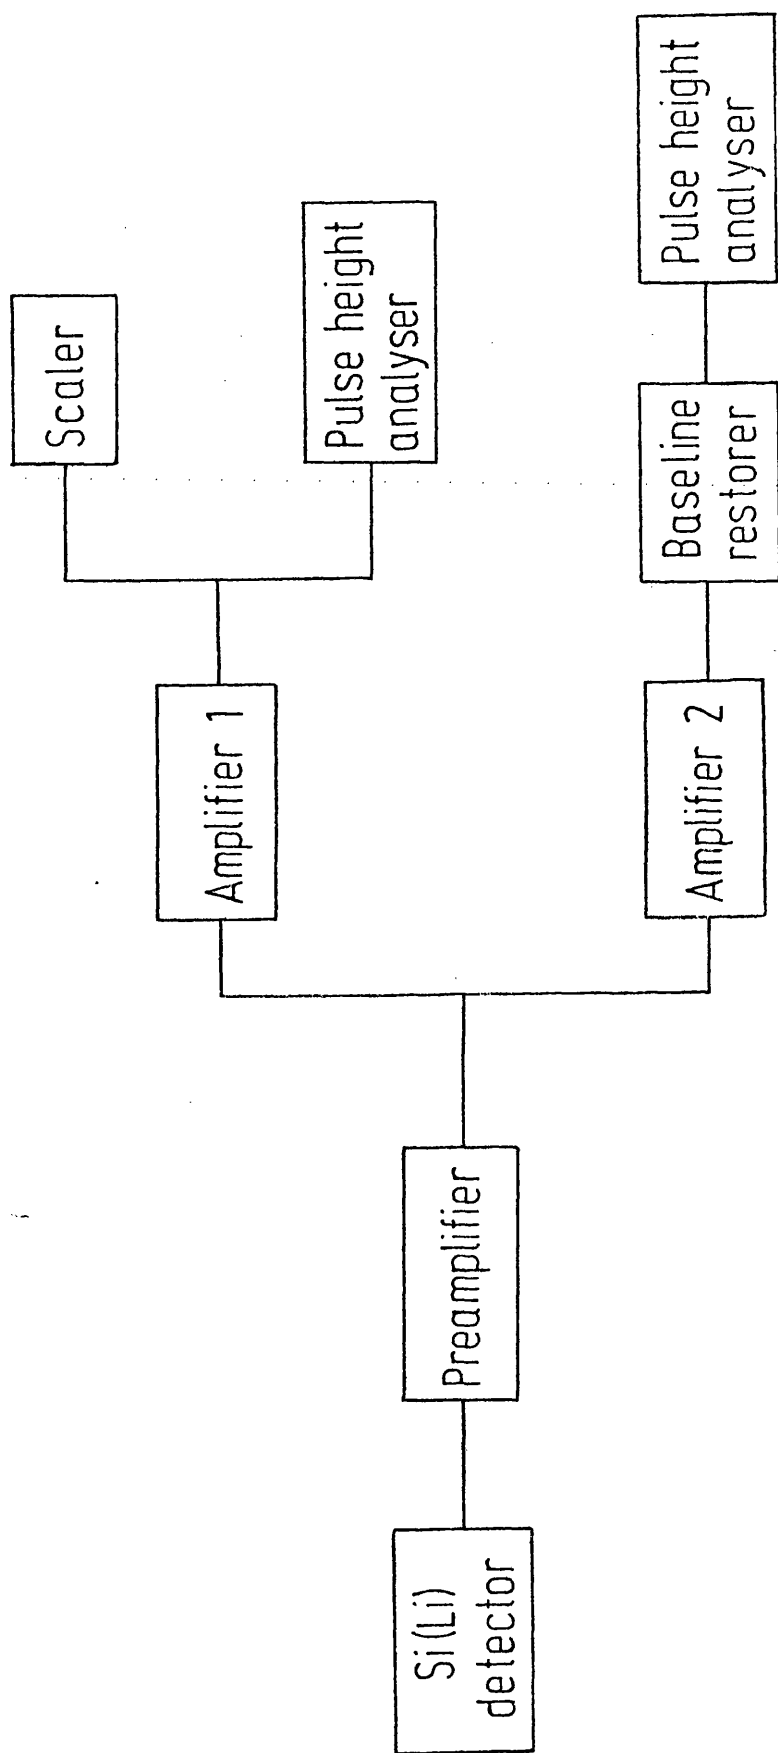 Si(Li)
detector
Preamplifier
Amplifier 1
Scaler
Pulse height
analyser
Amplifier 2
Baseline
restorer
Pulse height
analyser